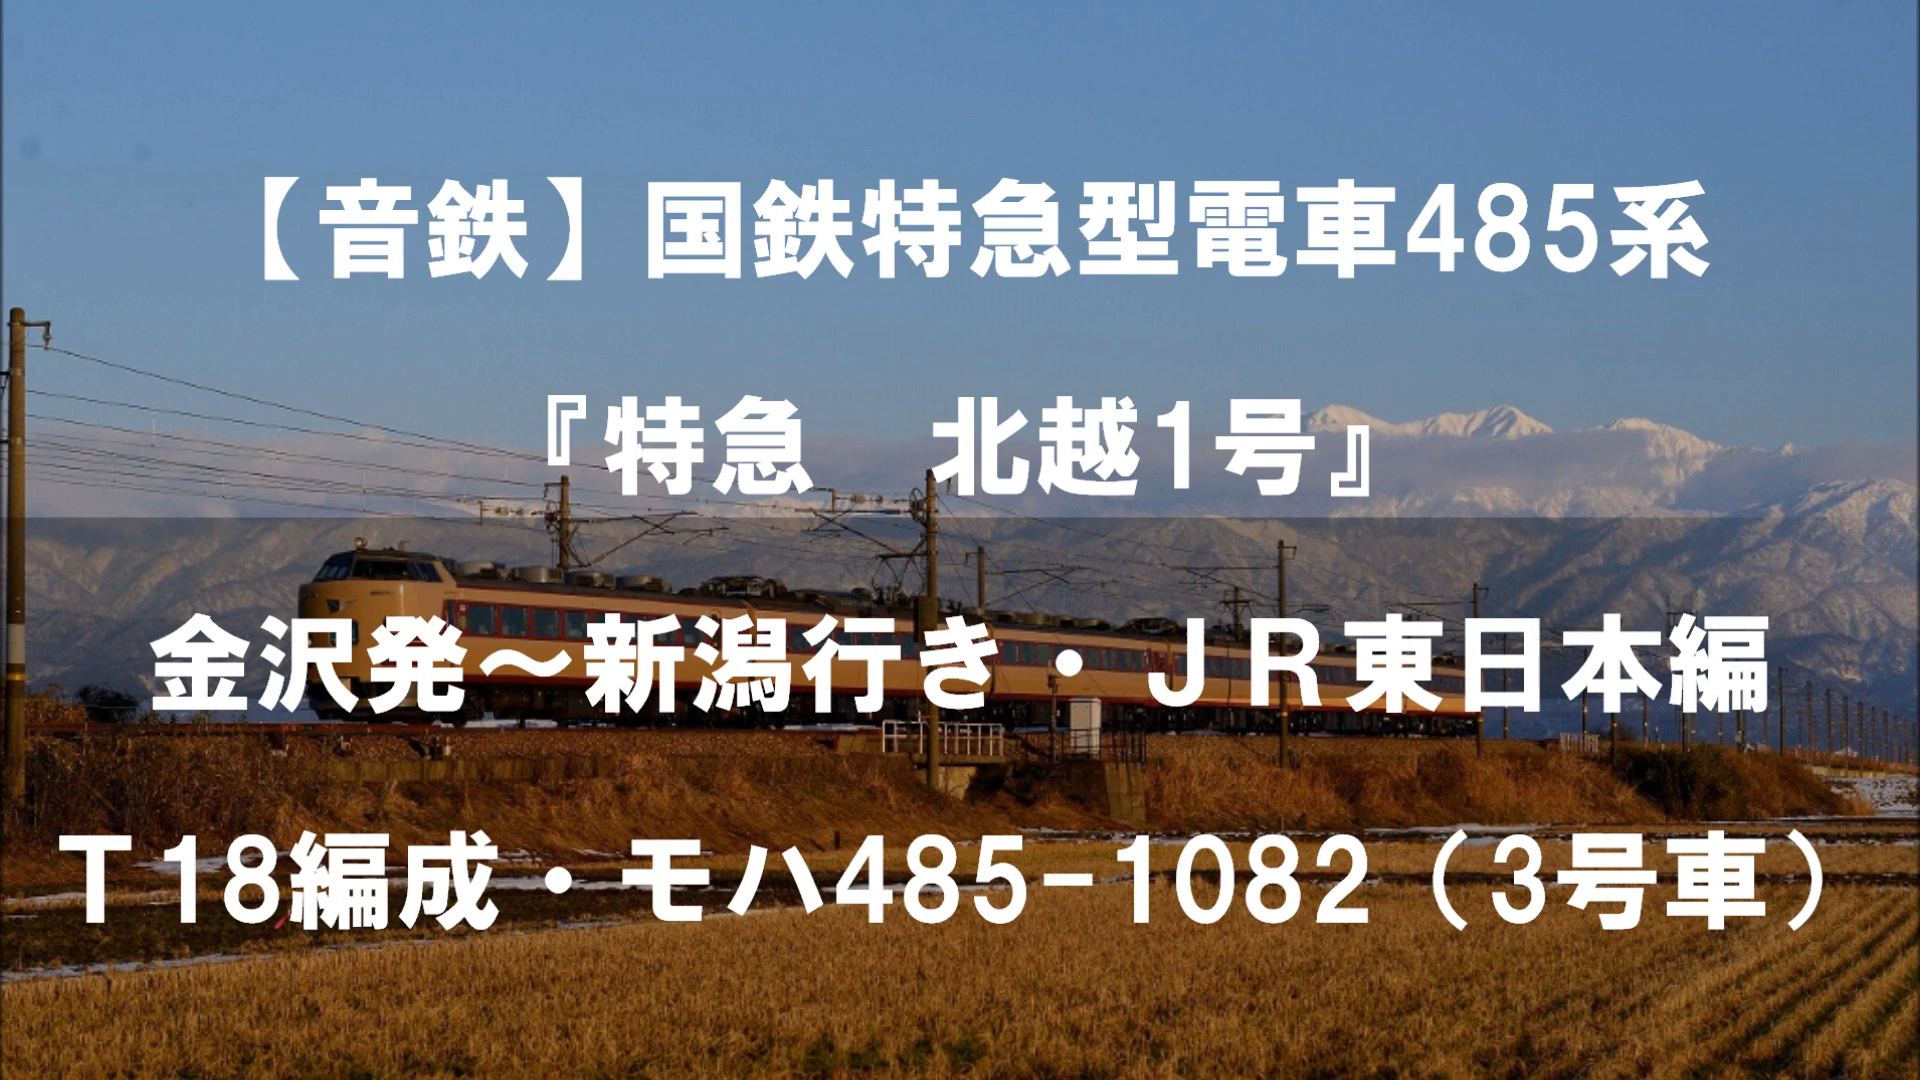 【音鉄】国鉄特急型電車485系
『特急　北越1号』
金沢発～新潟行き・ＪＲ東日本編
Ｔ18編成・モハ485-1082（3号車）